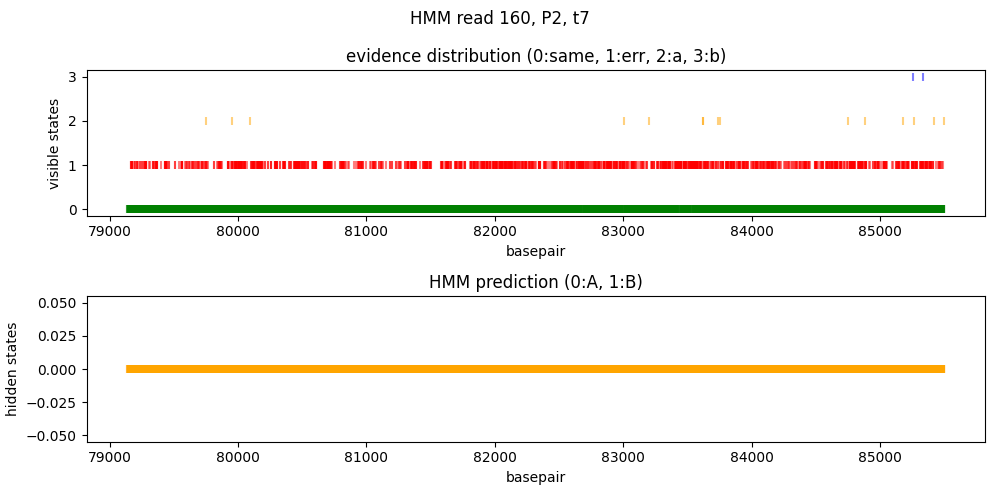 HMM read 160, P2, t7
evidence distribution (0:same, 1:err, 2:a, 3:b)
visible states
3
2
1
0
79000 80000 81000 82000 83000 84000 85000
basepair
HMM prediction (0:A, 1:B)
hidden states
0.050
0.025
0.000
−0.025
−0.050
79000 80000 81000 82000 83000 84000 85000
basepair